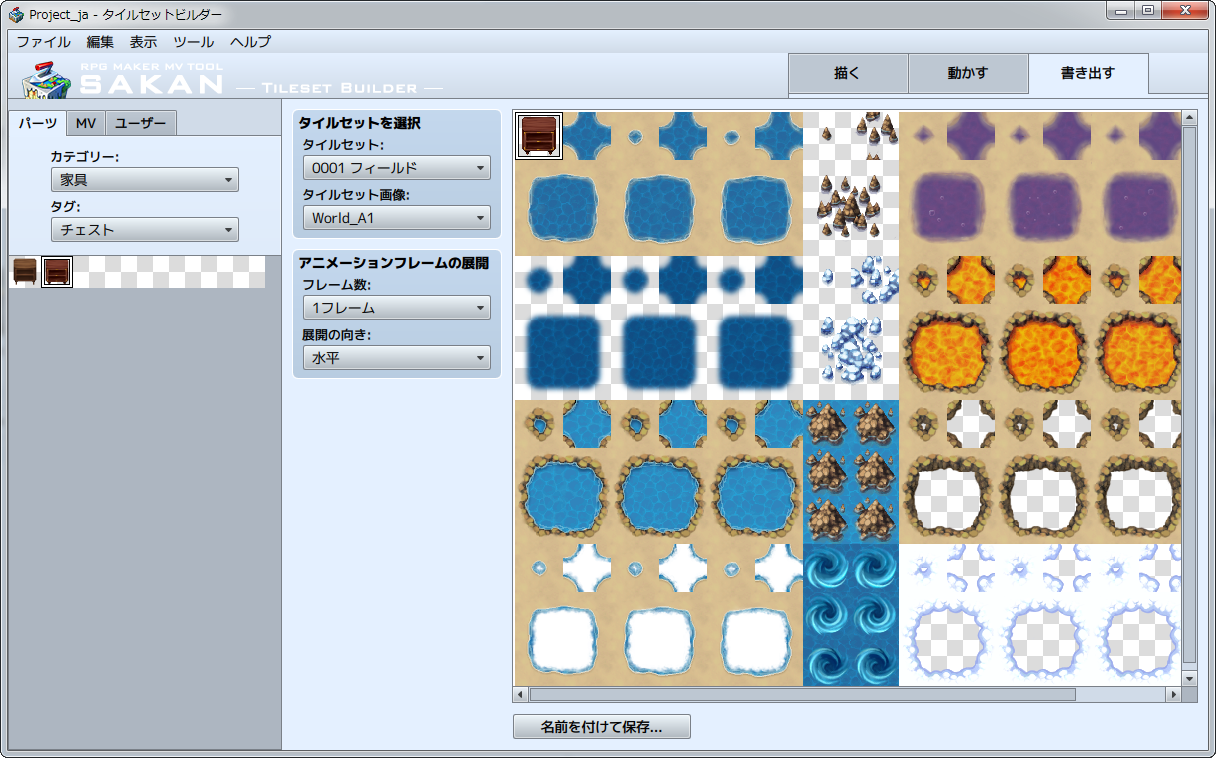 Project_ja - タイルセットビルダー
ファイル 編集 表示 ツール ヘルプ
RPG MAKER MV TOOL
SAKAN — TILESET BUILDER —
描く 動かす 書き出す
パーツ MV ユーザー
カテゴリー:
家具
タグ:
チェスト
タイルセットを選択
タイルセット:
0001 フィールド
タイルセット画像:
World_A1
アニメーションフレームの展開
フレーム数:
1フレーム
展開の向き:
水平
名前を付けて保存...